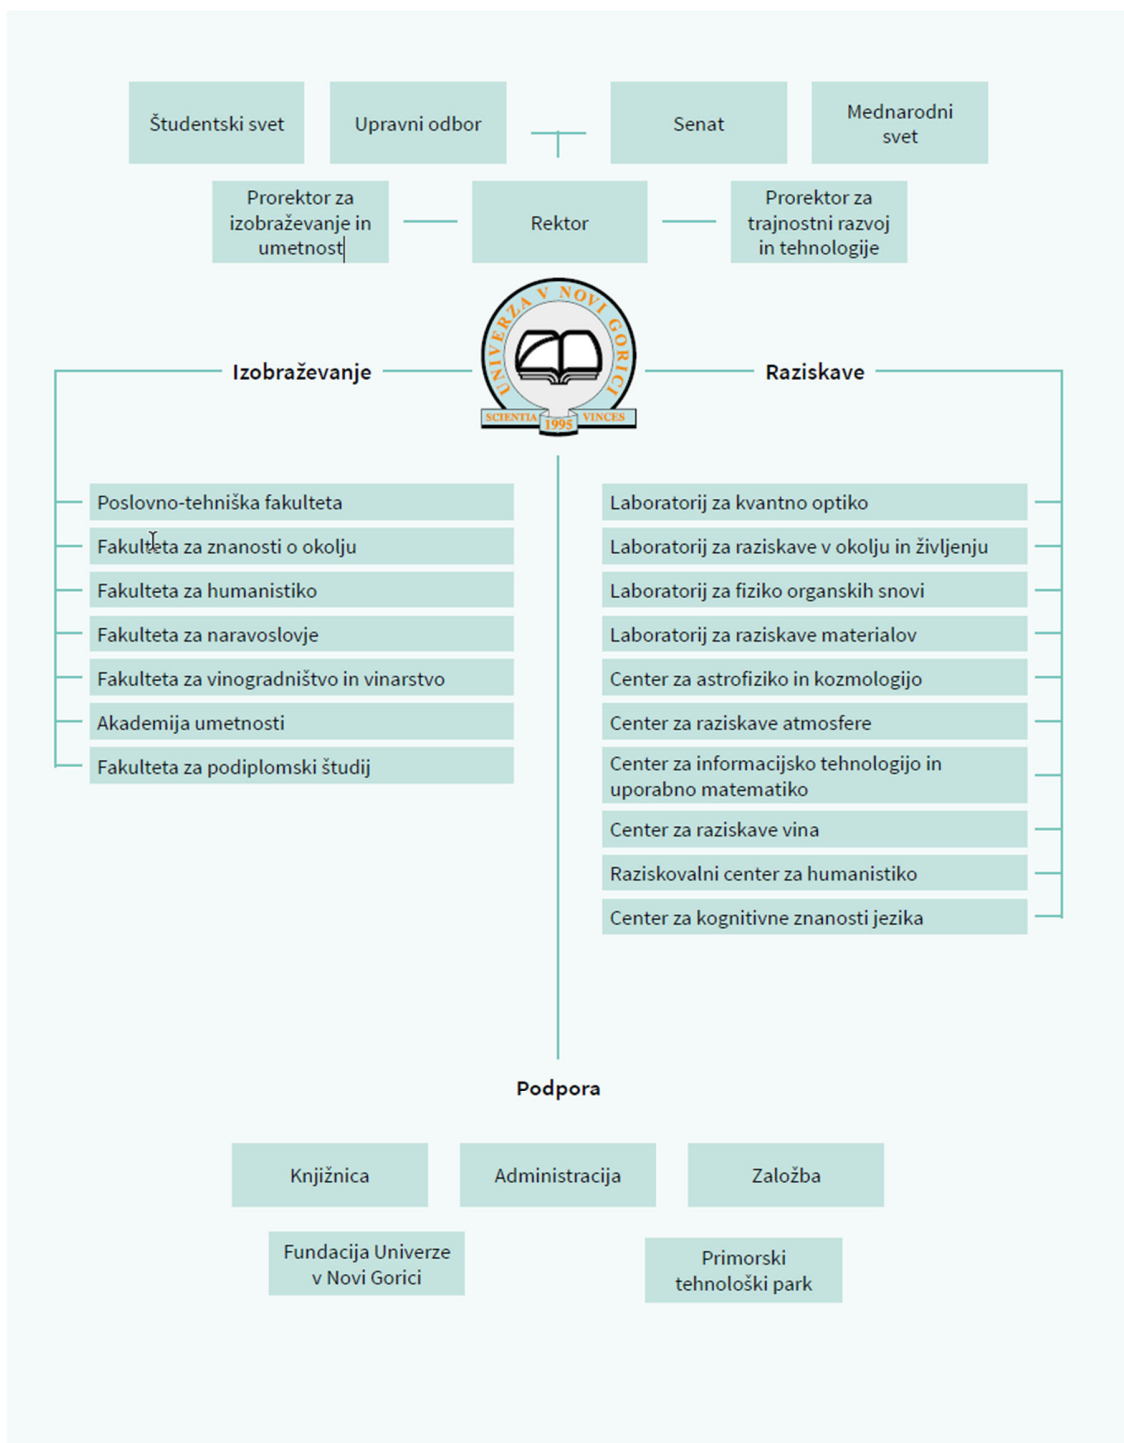 Študentski svet
Upravni odbor
Senat
Mednarodni
svet
Prorektor za
izobraževanje in
umetnost
Rektor
Prorektor za
trajnostni razvoj
in tehnologije
UNIVERZA V NOVI GORICI
SCIENTIA 1995 VINCES
Izobraževanje
Raziskave
Poslovno-tehniška fakulteta
Fakulteta za znanosti o okolju
Fakulteta za humanistiko
Fakulteta za naravoslovje
Fakulteta za vinogradništvo in vinarstvo
Akademija umetnosti
Fakulteta za podiplomski študij
Laboratorij za kvantno optiko
Laboratorij za raziskave v okolju in življenju
Laboratorij za fiziko organskih snovi
Laboratorij za raziskave materialov
Center za astrofiziko in kozmologijo
Center za raziskave atmosfere
Center za informacijsko tehnologijo in
uporabno matematiko
Center za raziskave vina
Raziskovalni center za humanistiko
Center za kognitivne znanosti jezika
Podpora
Knjižnica
Administracija
Založba
Fundacija Univerze
v Novi Gorici
Primorski
tehnološki park